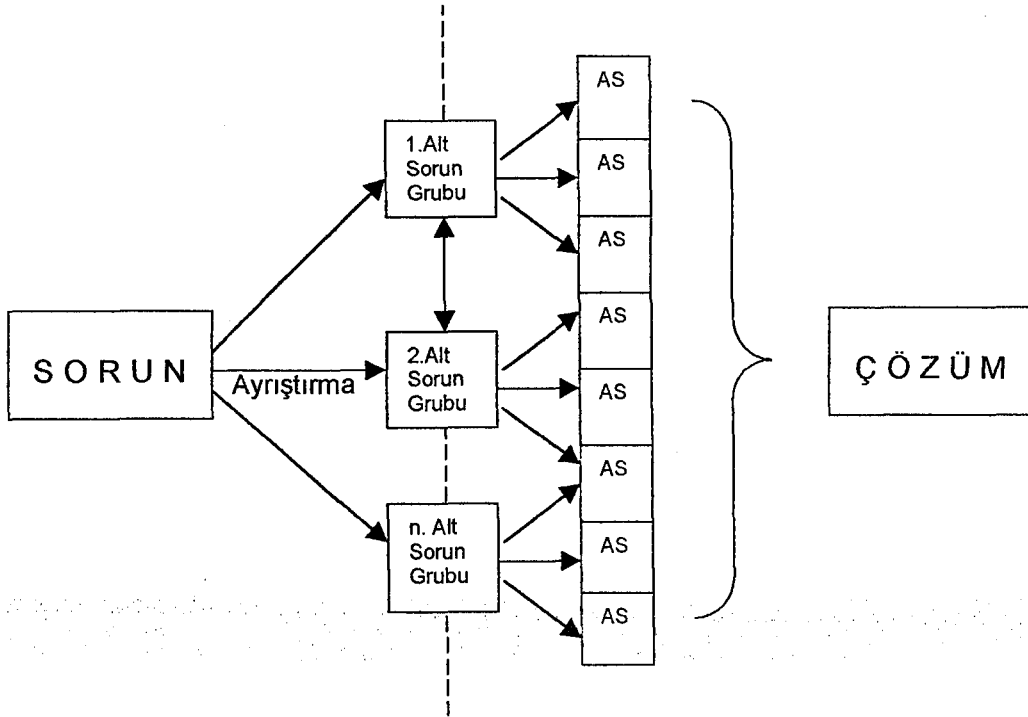 SORUN
Ayrıştırma
1.Alt
Sorun
Grubu
2.Alt
Sorun
Grubu
n. Alt
Sorun
Grubu
AS
AS
AS
AS
AS
AS
AS
AS
ÇÖZÜM